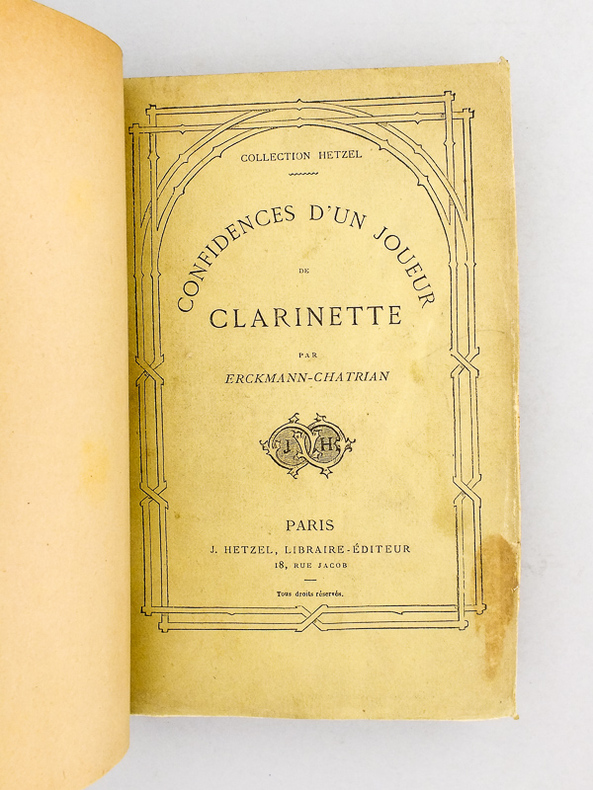 COLLECTION HETZEL
CONFIDENCES D'UN JOUEUR
DE
CLARINETTE
PAR
ERCKMANN-CHATRIAN
J H
PARIS
J. HETZEL, LIBRAIRE-ÉDITEUR
18, RUE JACOB
Tous droits réservés.